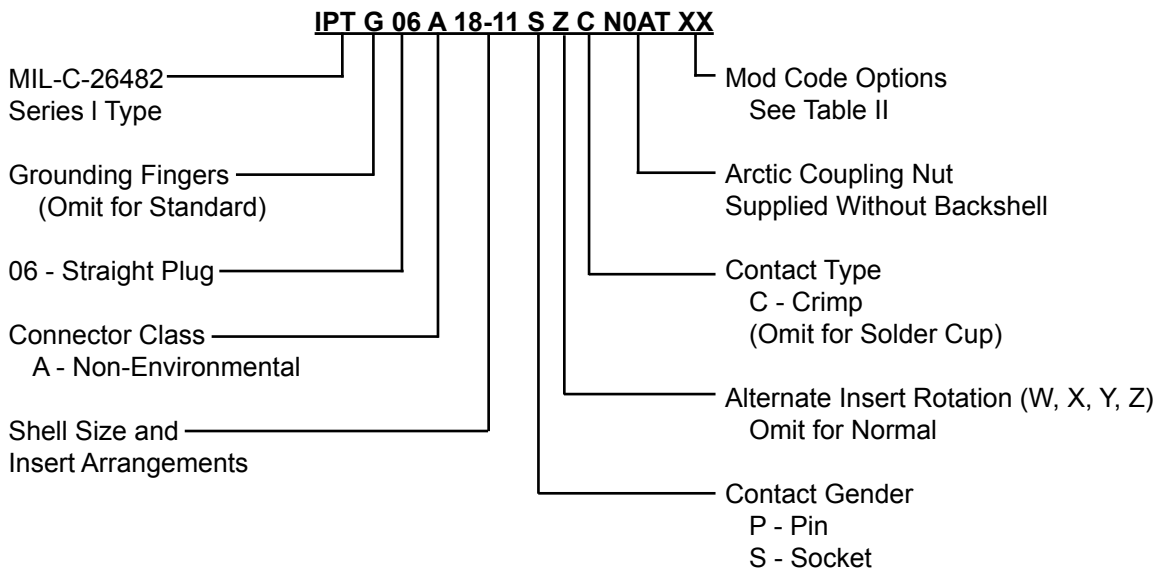 IPT G 06 A 18-11 S Z C N0AT XX
MIL-C-26482
Series I Type
Grounding Fingers
(Omit for Standard)
06 - Straight Plug
Connector Class
A - Non-Environmental
Shell Size and
Insert Arrangements
Mod Code Options
See Table II
Arctic Coupling Nut
Supplied Without Backshell
Contact Type
C - Crimp
(Omit for Solder Cup)
Alternate Insert Rotation (W, X, Y, Z)
Omit for Normal
Contact Gender
P - Pin
S - Socket